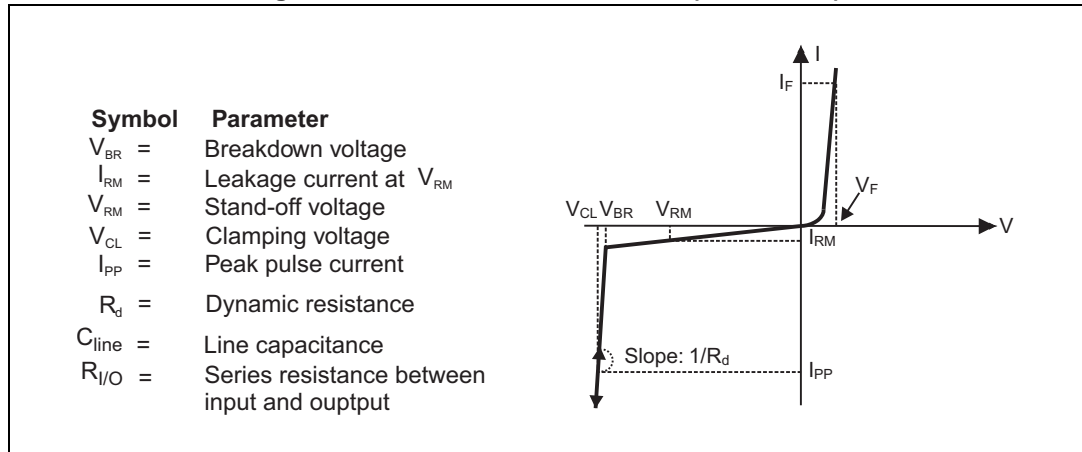 Symbol Parameter
VBR = Breakdown voltage
IRM = Leakage current at VRM
VRM = Stand-off voltage
VCL = Clamping voltage
IPP = Peak pulse current
Rd = Dynamic resistance
Cline = Line capacitance
RI/O = Series resistance between
input and ouptput
I
IF
VF
VCL VBR VRM
V
IRM
Slope: 1/Rd
IPP